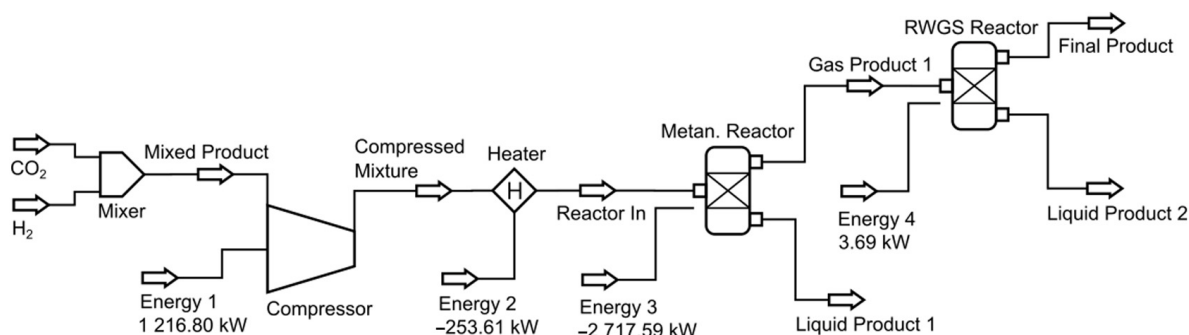 RWGS Reactor
Final Product
Gas Product 1
Metan. Reactor
Compressed
Mixture
Heater
Mixed Product
CO₂
H
Reactor In
Mixer
H₂
Energy 4
3.69 kW
Liquid Product 2
Energy 1
1 216.80 kW
Compressor
Energy 2
–253.61 kW
Energy 3
–2 717.59 kW
Liquid Product 1